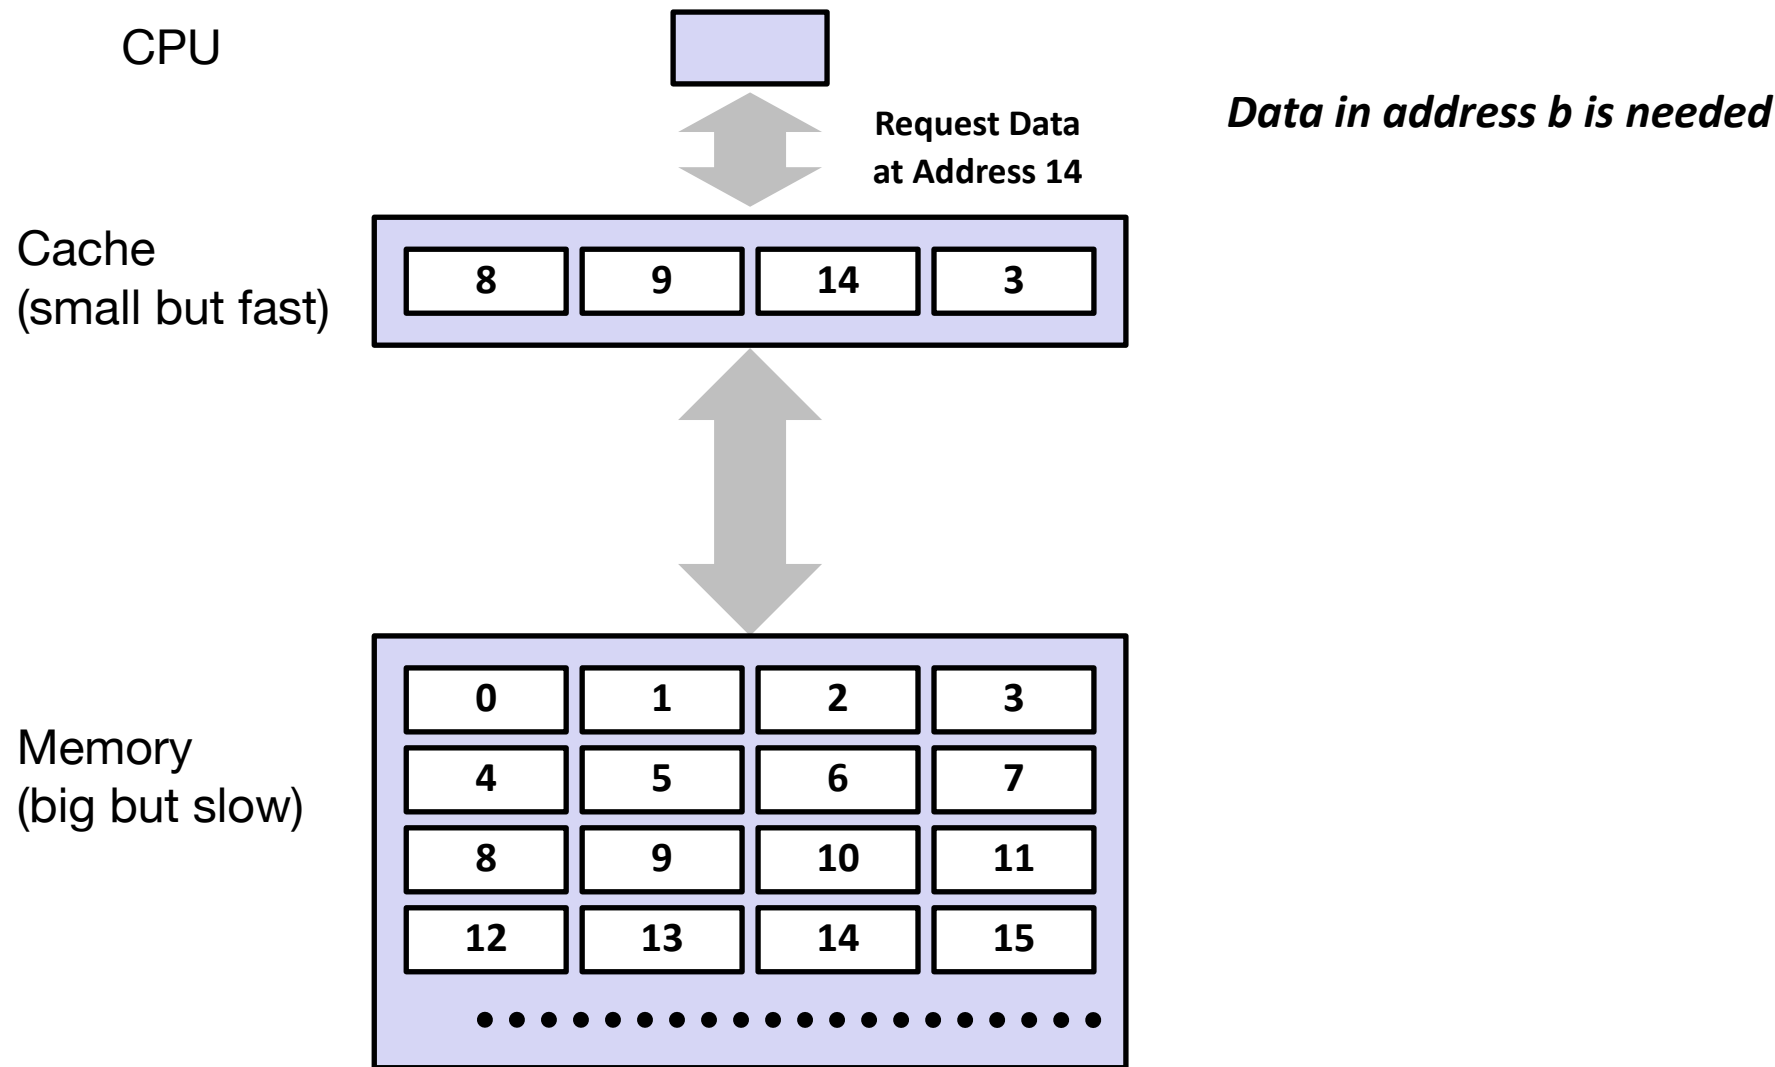 CPU
Request Data
at Address 14
Data in address b is needed
Cache
(small but fast)
8 9 14 3
Memory
(big but slow)
0 1 2 3
4 5 6 7
8 9 10 11
12 13 14 15